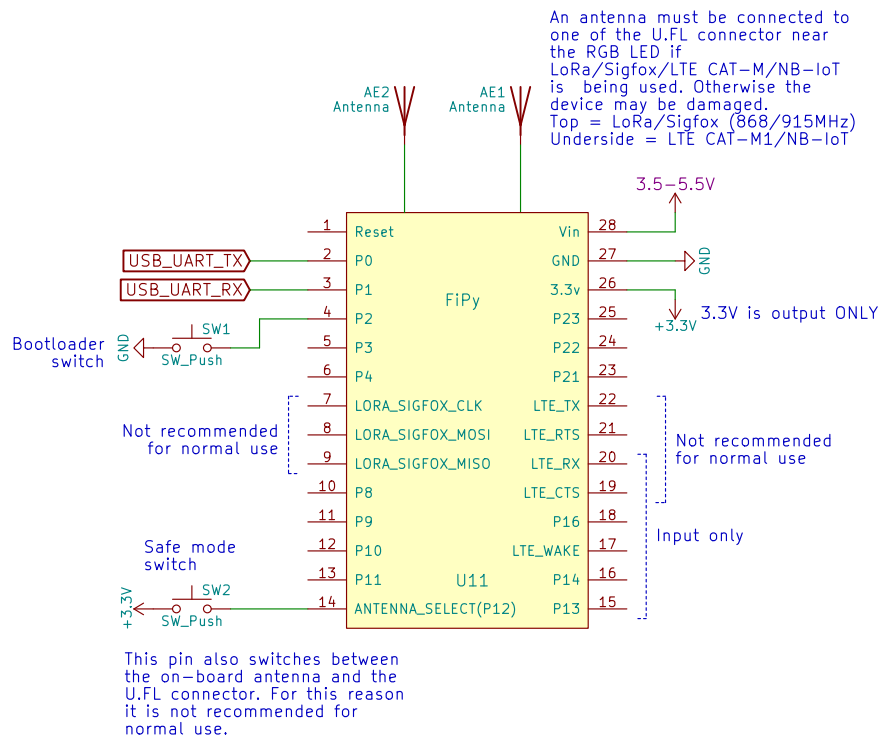 An antenna must be connected to
one of the U.FL connector near
the RGB LED if
LoRa/Sigfox/LTE CAT-M/NB-IoT
is  being used. Otherwise the
device may be damaged.
Top = LoRa/Sigfox (868/915MHz)
Underside = LTE CAT-M1/NB-IoT
AE2
Antenna
AE1
Antenna
3.5-5.5V
1 Reset Vin 28
USB_UART_TX 2 P0 GND 27 GND
USB_UART_RX 3 P1 3.3v 26
FiPy
4 P2 P23 25 +3.3V 3.3V is output ONLY
Bootloader
switch
GND SW1
SW_Push
5 P3 P22 24
6 P4 P21 23
7 LORA_SIGFOX_CLK LTE_TX 22
8 LORA_SIGFOX_MOSI LTE_RTS 21
9 LORA_SIGFOX_MISO LTE_RX 20
Not recommended
for normal use
Not recommended
for normal use
10 P8 LTE_CTS 19
11 P9 P16 18
Input only
12 P10 LTE_WAKE 17
13 P11 U11 P14 16
Safe mode
switch
+3.3V SW2
SW_Push
14 ANTENNA_SELECT(P12) P13 15
This pin also switches between
the on-board antenna and the
U.FL connector. For this reason
it is not recommended for
normal use.